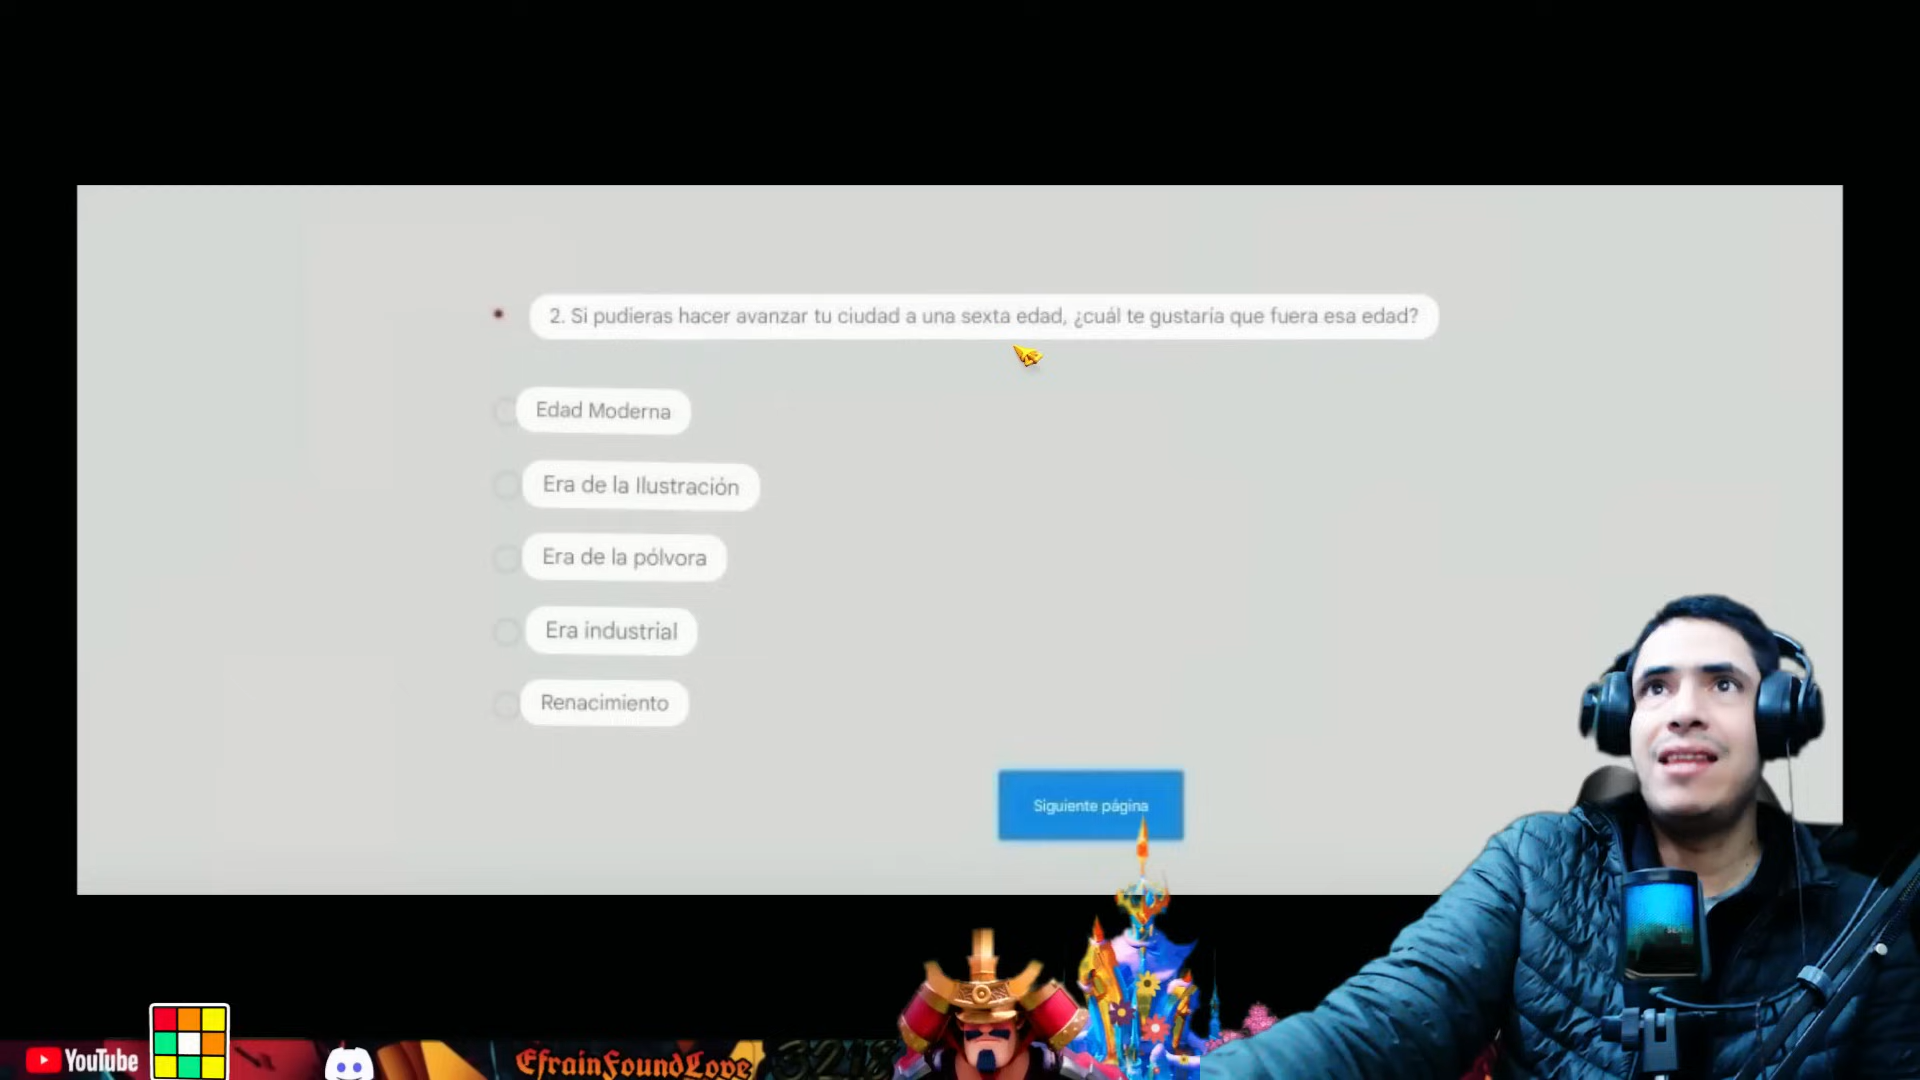 2. Si pudieras hacer avanzar tu ciudad a una sexta edad, ¿cuál te gustaría que fuera esa edad?
Edad Moderna
Era de la Ilustración
Era de la pólvora
Era industrial
Renacimiento
Siguiente página
YouTube
EfrainFoundLove
3218